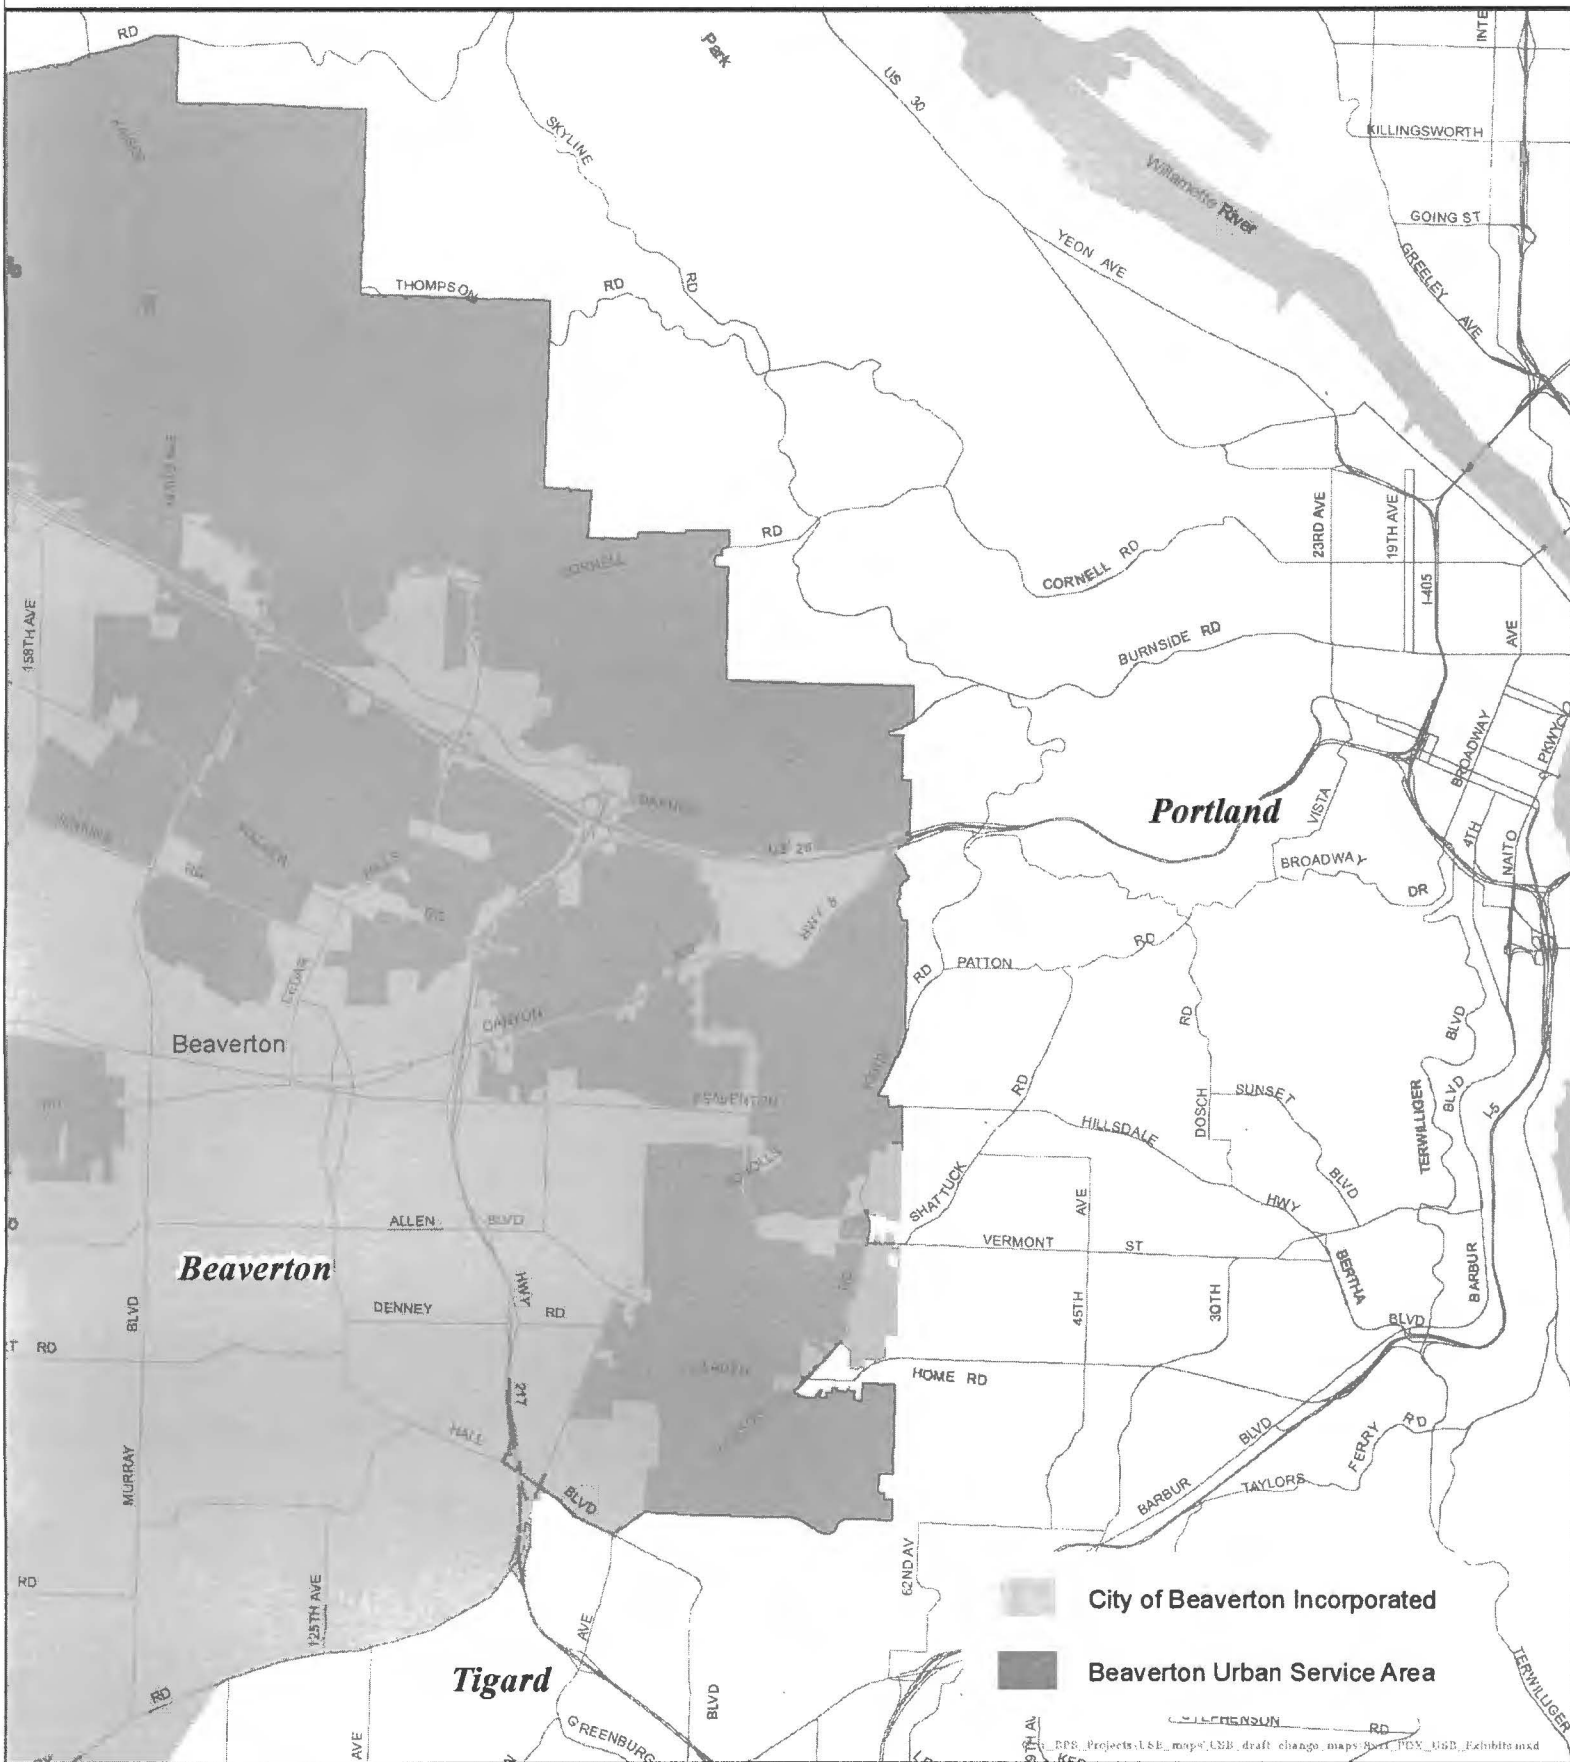 RD
Park
INTE
US 30
SKYLINE
KILLINGSWORTH
Willamette River
GOING ST
YEON AVE
GREELEY
AVE
THOMPSON
RD
RD
23RD AVE
19TH AVE
RD
CORNELL
CORNELL RD
I-405
158TH AVE
BURNSIDE RD
AVE
BROADWAY
PKWY
Portland
VISTA
US 26
4TH
NAITO
BROADWAY
DR
HWY 8
RD
PATTON
RD
RD
CEDAR
HILLS
CANYON
BLVD
Beaverton
RD
BEAVERTON
RD
DOSCH
SUNSET
TERWILLIGER
BLVD
I-5
HILLSDALE
BLVD
HWY
SHATTUCK
AVE
ALLEN
BLVD
VERMONT
ST
Beaverton
BERTHA
BARBUR
HWY
DENNEY
RD
BLVD
45TH
30TH
BLVD
RD
HOME RD
217
HALL
BLVD
BLVD
FERRY
RD
MURRAY
BARBUR
TAYLORS
RD
125TH AVE
62ND AV
City of Beaverton Incorporated
AVE
Tigard
Beaverton Urban Service Area
BLVD
TERWILLIGER
RD
AVE
GREENBURG
RD